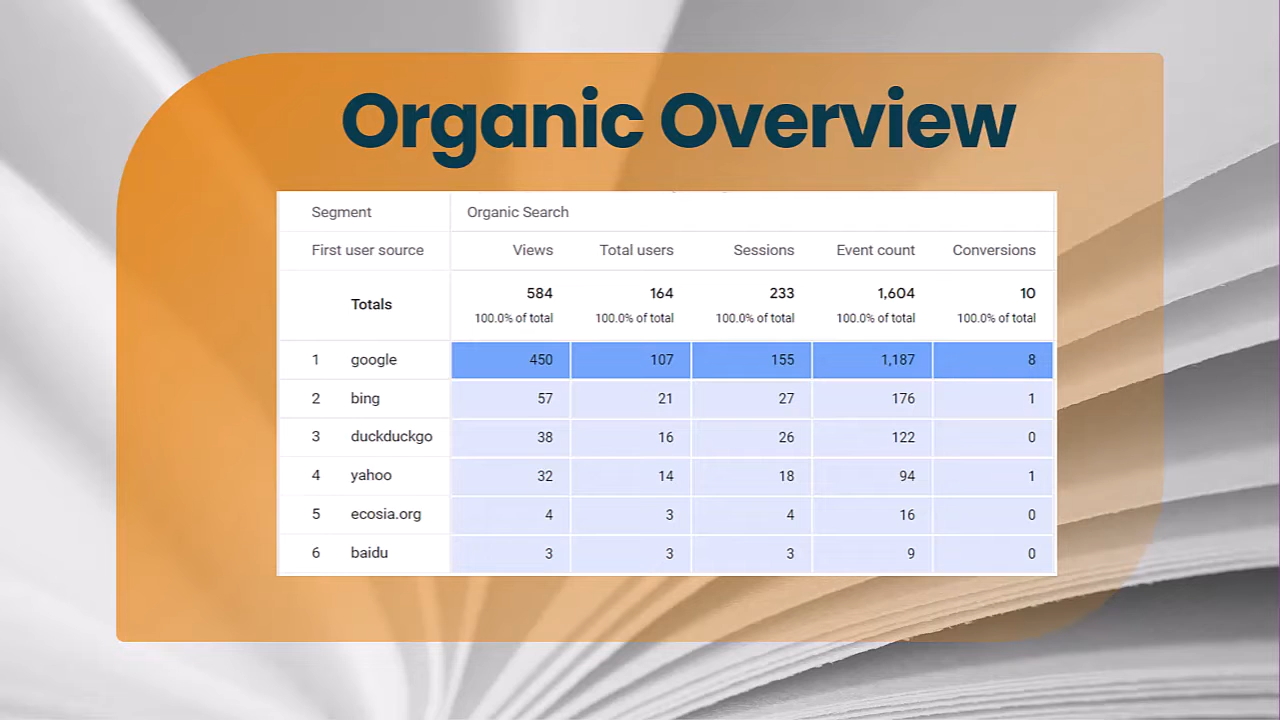 Organic Overview
Segment Organic Search
First user source Views Total users Sessions Event count Conversions
Totals 584 164 233 1,604 10
100.0% of total 100.0% of total 100.0% of total 100.0% of total 100.0% of total
1 google 450 107 155 1,187 8
2 bing 57 21 27 176 1
3 duckduckgo 38 16 26 122 0
4 yahoo 32 14 18 94 1
5 ecosia.org 4 3 4 16 0
6 baidu 3 3 3 9 0